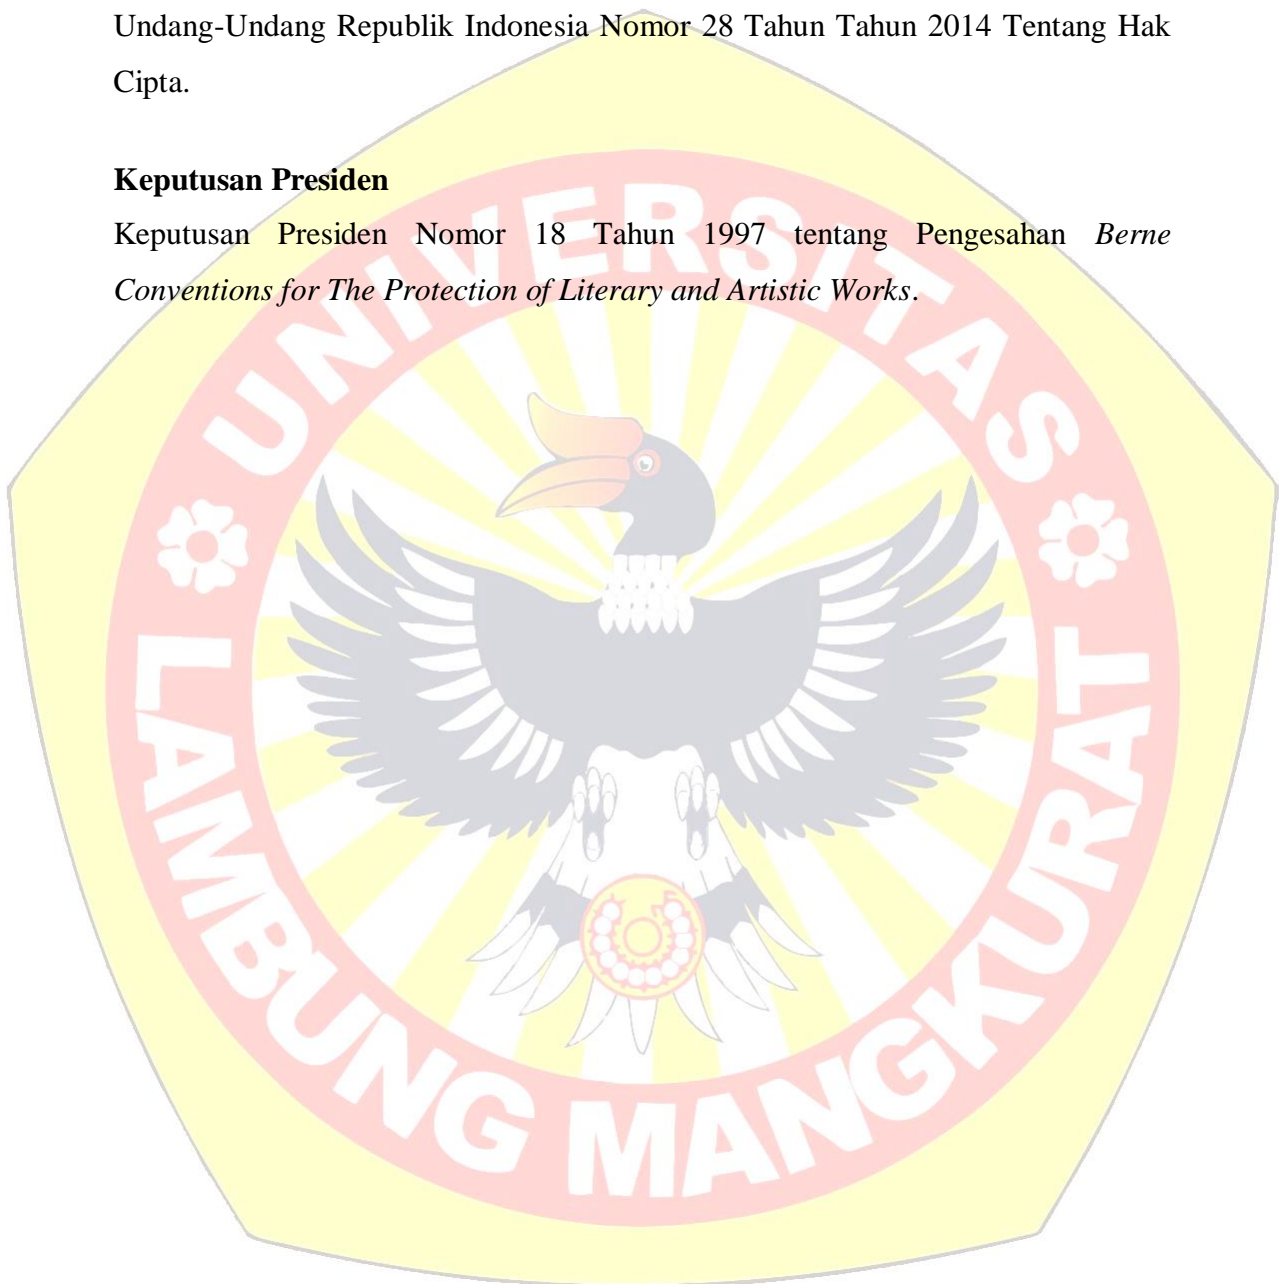 Undang-Undang Republik Indonesia Nomor 28 Tahun Tahun 2014 Tentang Hak
Cipta.
Keputusan Presiden
Keputusan Presiden Nomor 18 Tahun 1997 tentang Pengesahan Berne
Conventions for The Protection of Literary and Artistic Works.
UNIVERSITAS
LAMBUNG MANGKURAT